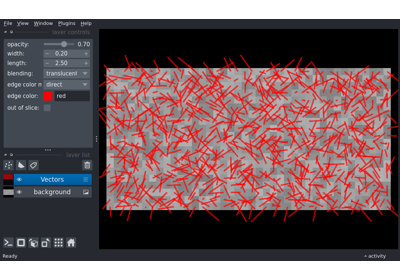 File View Window Plugins Help
layer controls
opacity: 0.70
width: 0.20
length: 2.50
blending: translucent
edge color m direct
edge color: red
out of slice:
layer list
Vectors
background
Ready
activity